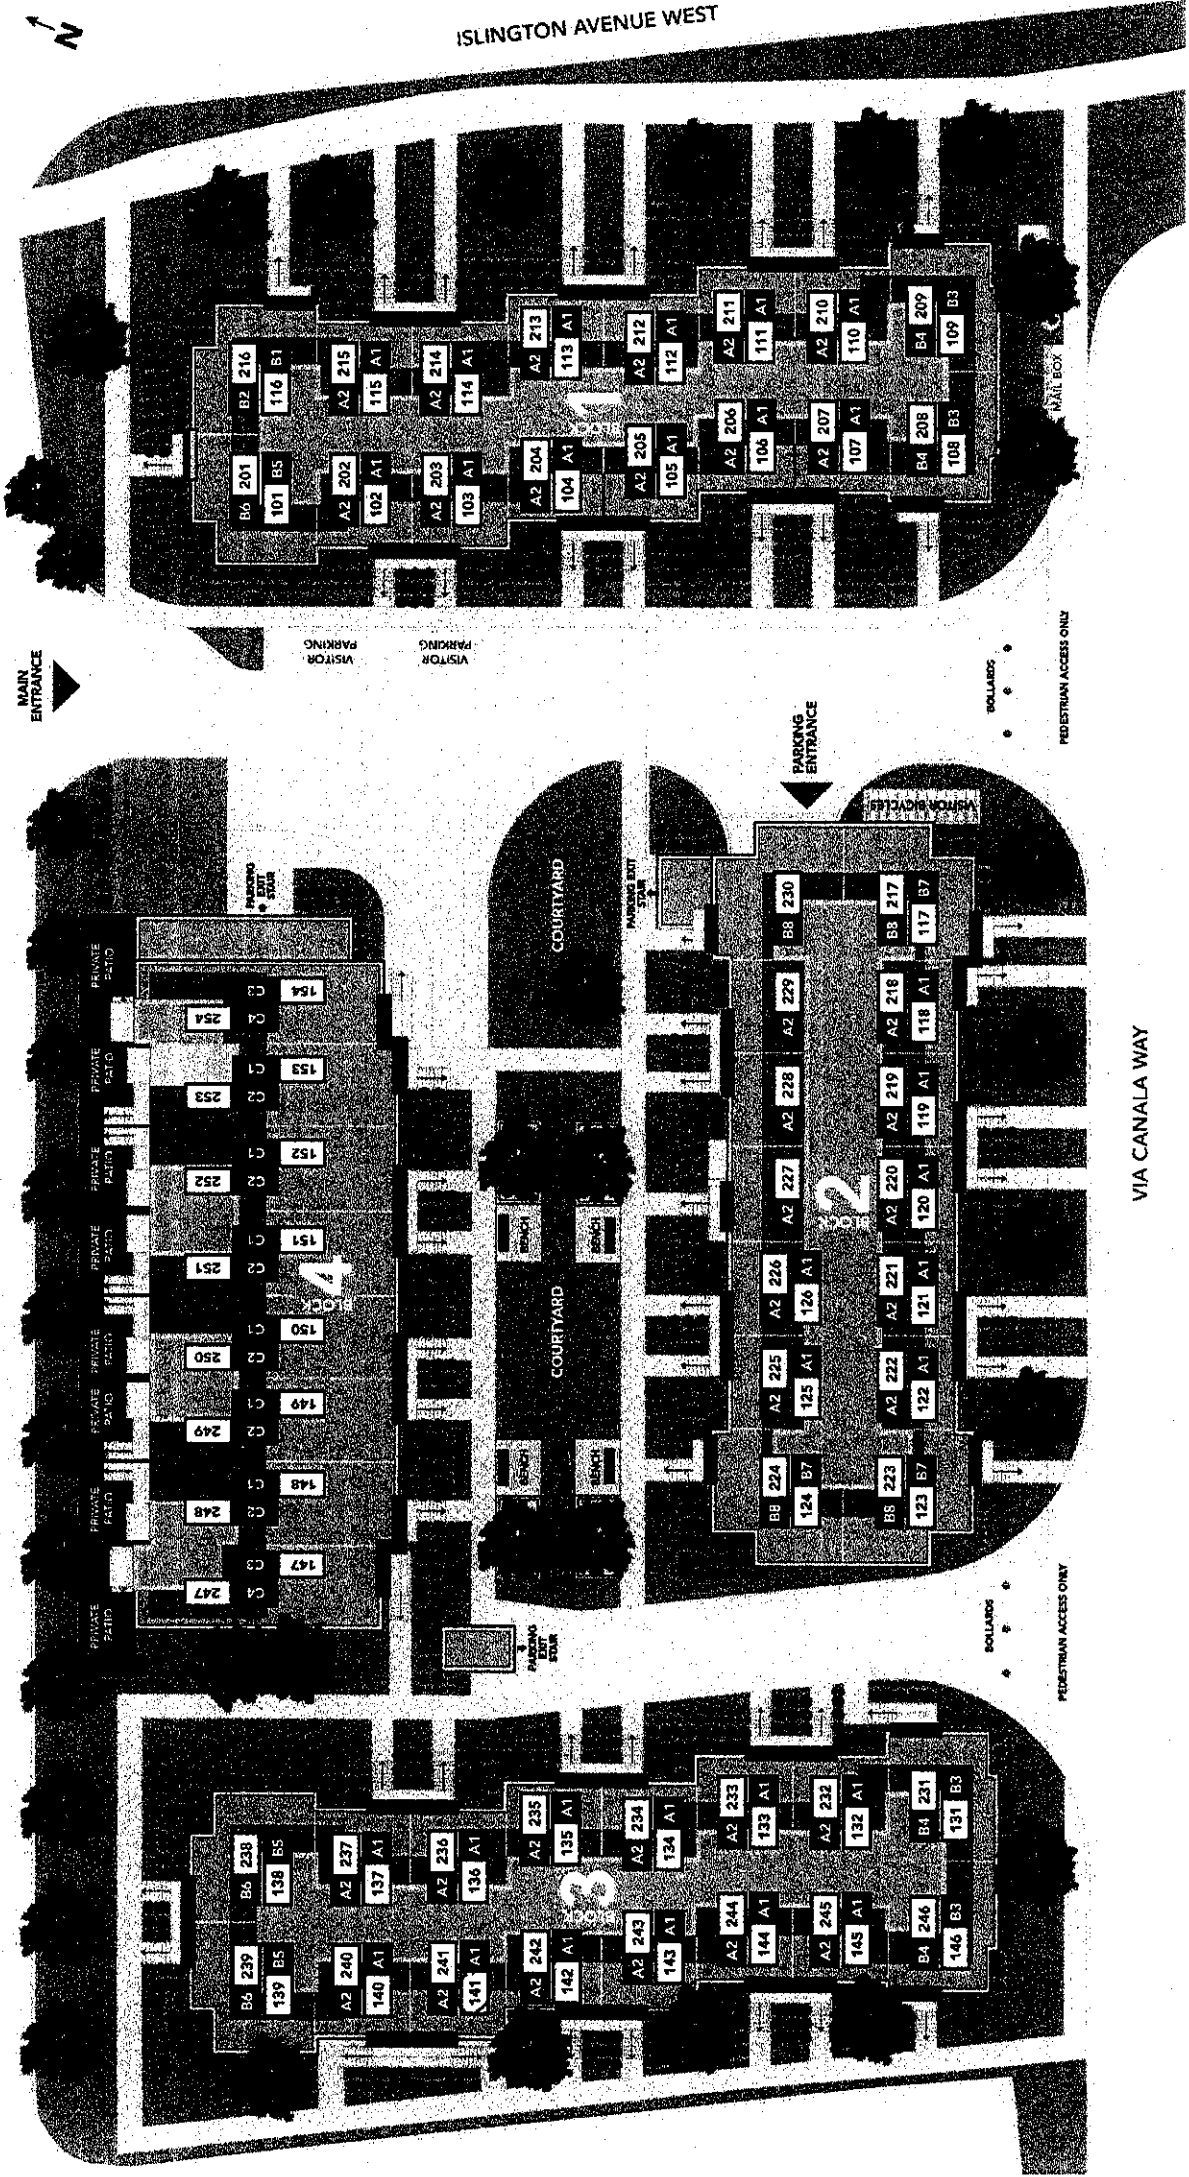 N
ISLINGTON AVENUE WEST
MAIN
ENTRANCE
B2 216
116 B1
A2 215
115 A1
A2 214
114 A1
A2 213
113 A1
A2 212
112 A1
A2 211
111 A1
A2 210
110 A1
B4 209
109 B3
B6 201
101 B5
A2 202
102 A1
A2 203
103 A1
A2 204
104 A1
A2 205
105 A1
A2 206
106 A1
A2 207
107 A1
B4 208
108 B3
BLOCK
1
MAIL BOX
VISITOR
PARKING
VISITOR
PARKING
BOLLARDS
PEDESTRIAN ACCESS ONLY
PARKING
ENTRANCE
VISITOR BICYCLES
PARKING
EXIT
STAIR
COURTYARD
PARKING EXIT
STAIR
B8 230
A2 229
A2 228
A2 227
A2 226
126 A1
A2 225
125 A1
B8 224
124 B7
B8 217
117 B7
A2 218
118 A1
A2 219
119 A1
A2 220
120 A1
A2 221
121 A1
A2 222
122 A1
B8 223
123 B7
BLOCK
2
VIA CANALA WAY
PRIVATE
PATIO
PRIVATE
PATIO
PRIVATE
PATIO
PRIVATE
PATIO
PRIVATE
PATIO
PRIVATE
PATIO
PRIVATE
PATIO
PRIVATE
PATIO
254 C4
C3 154
253 C2
C1 153
252 C2
C1 152
251 C2
C1 151
250 C2
C1 150
249 C2
C1 149
248 C2
C1 148
247 C4
C3 147
BLOCK
4
BENCH
BENCH
COURTYARD
BENCH
BENCH
PARKING
EXIT
STAIR
BOLLARDS
PEDESTRIAN ACCESS ONLY
B6 238
138 B5
A2 237
137 A1
A2 236
136 A1
A2 235
135 A1
A2 234
134 A1
A2 233
133 A1
A2 232
132 A1
B4 231
131 B3
B6 239
139 B5
A2 240
140 A1
A2 241
141 A1
A2 242
142 A1
A2 243
143 A1
A2 244
144 A1
A2 245
145 A1
B4 246
146 B3
BLOCK
3